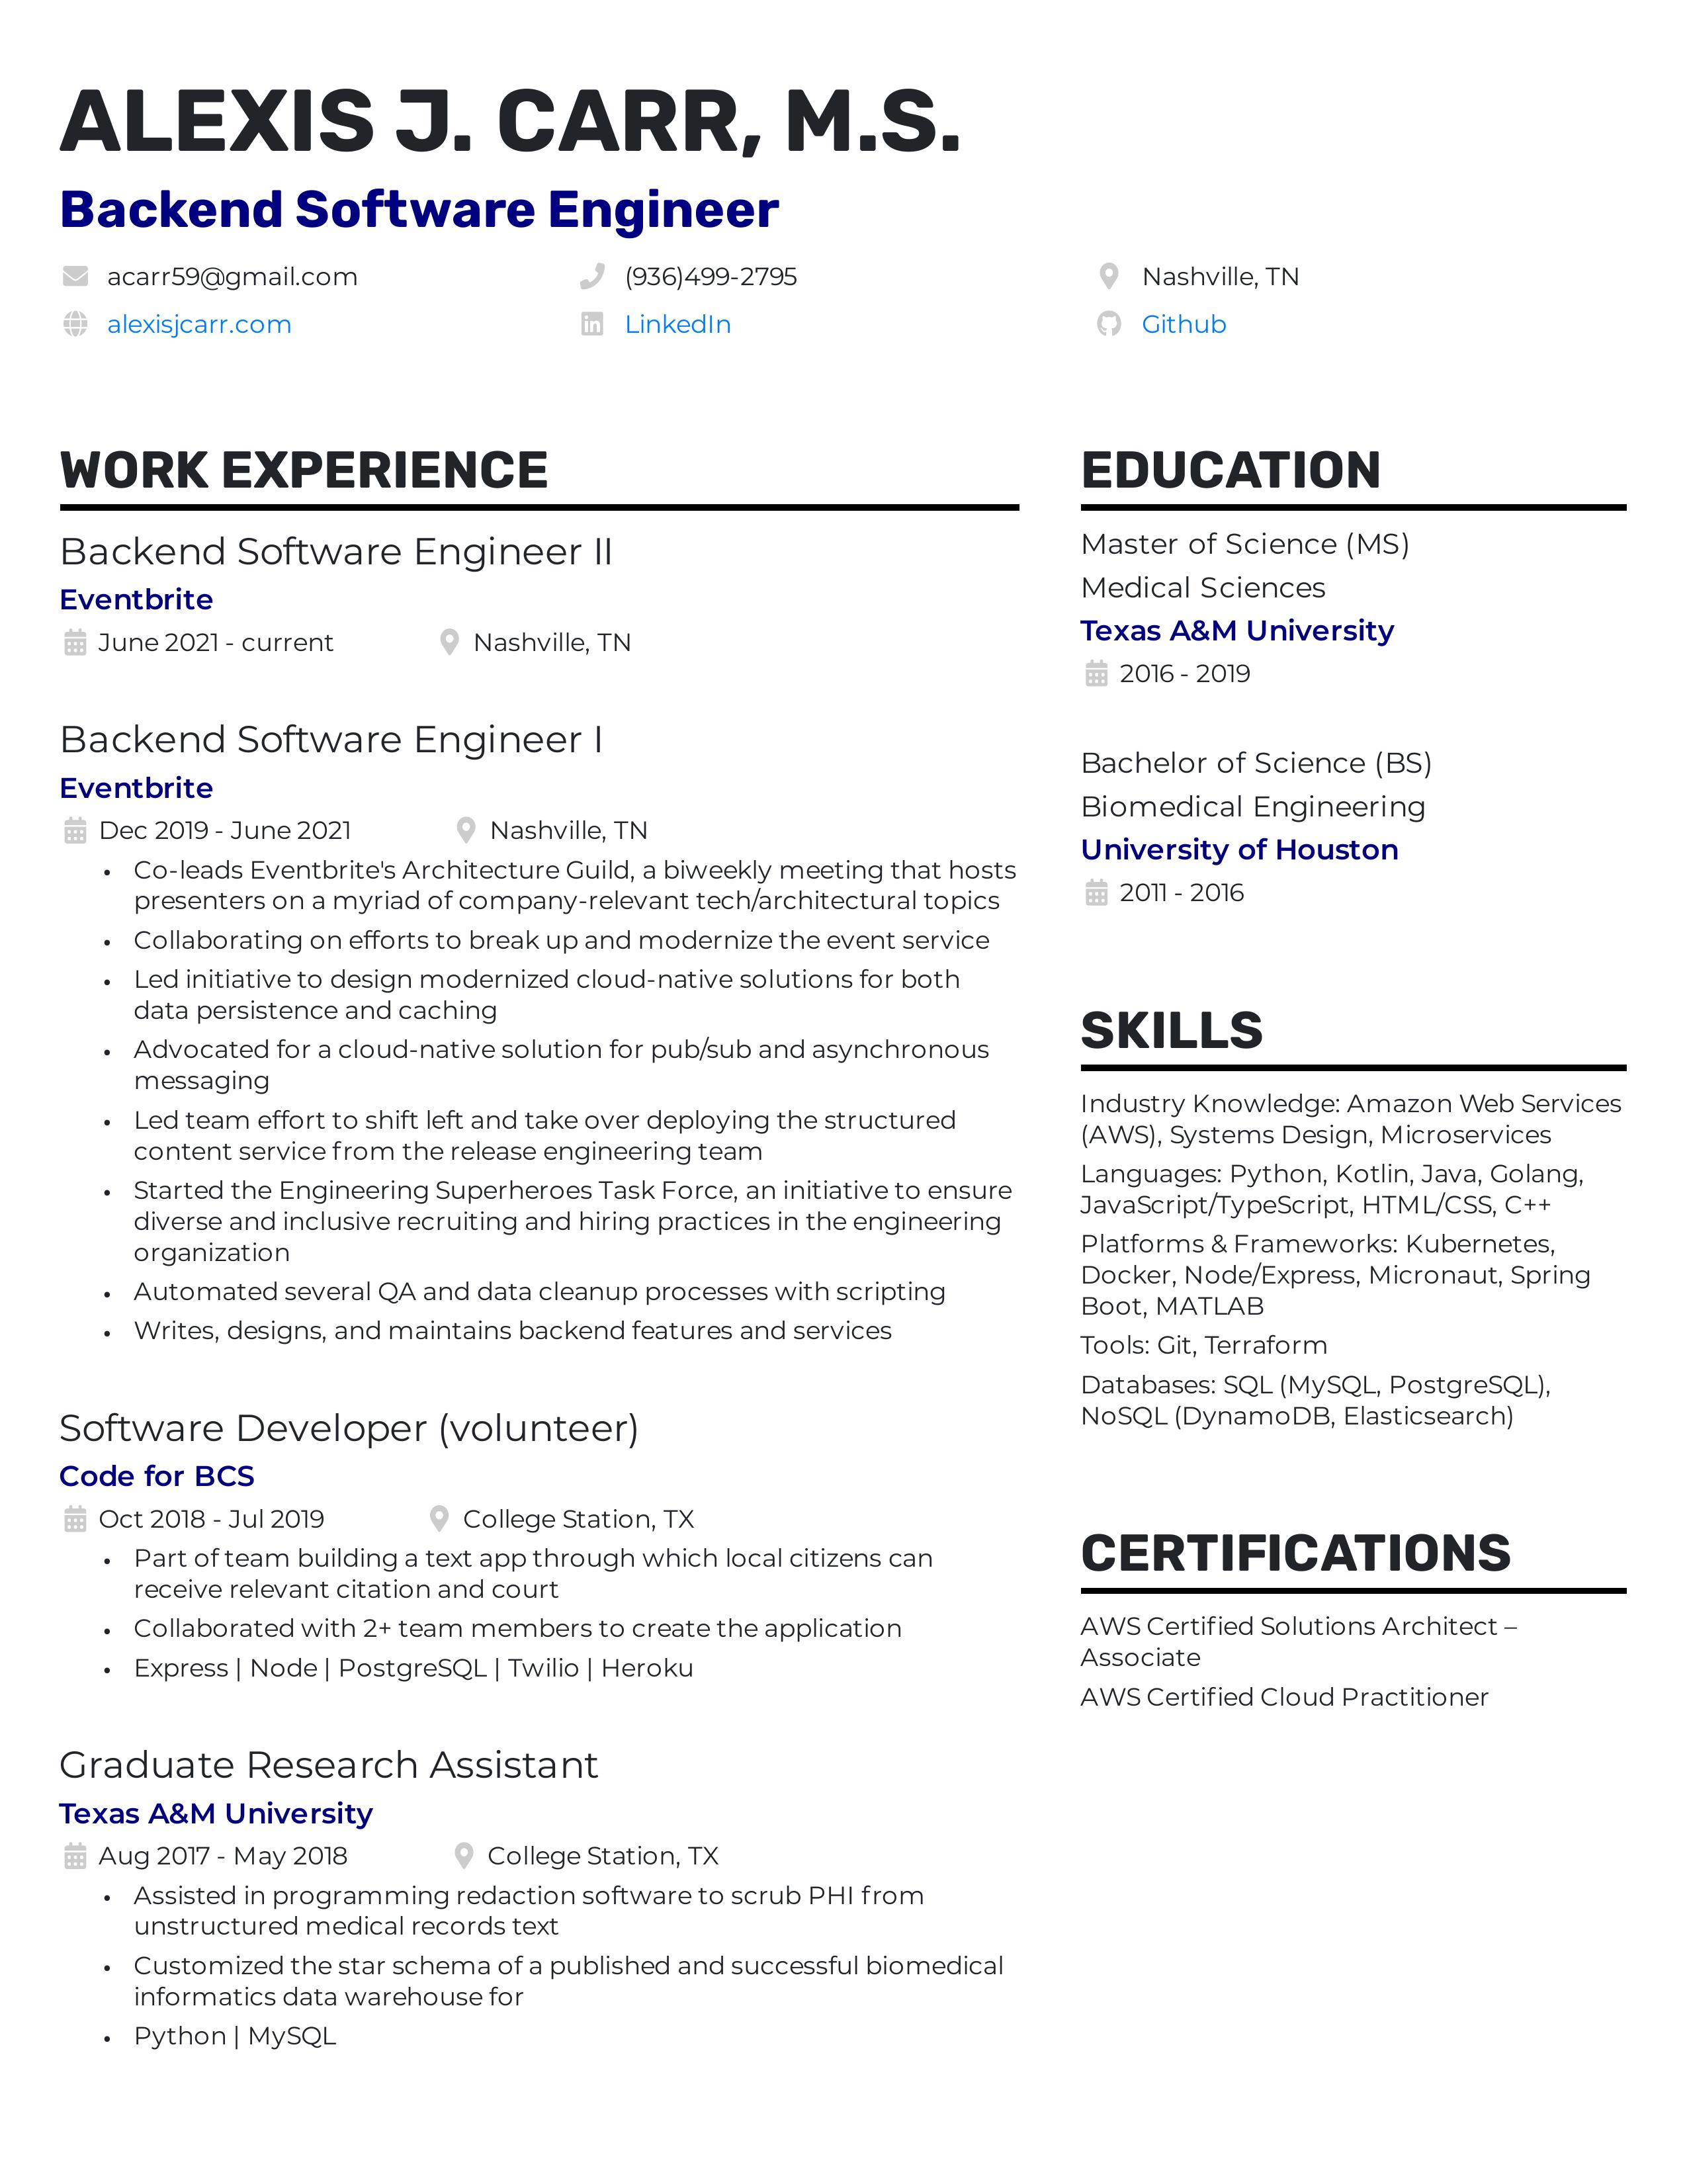 ALEXIS J. CARR, M.S.
Backend Software Engineer
acarr59@gmail.com
(936)499-2795
Nashville, TN
alexisjcarr.com
LinkedIn
Github
WORK EXPERIENCE
Backend Software Engineer II
Eventbrite
June 2021 - current
Nashville, TN
Backend Software Engineer I
Eventbrite
Dec 2019 - June 2021
Nashville, TN
• Co-leads Eventbrite's Architecture Guild, a biweekly meeting that hosts
presenters on a myriad of company-relevant tech/architectural topics
• Collaborating on efforts to break up and modernize the event service
• Led initiative to design modernized cloud-native solutions for both
data persistence and caching
• Advocated for a cloud-native solution for pub/sub and asynchronous
messaging
• Led team effort to shift left and take over deploying the structured
content service from the release engineering team
• Started the Engineering Superheroes Task Force, an initiative to ensure
diverse and inclusive recruiting and hiring practices in the engineering
organization
• Automated several QA and data cleanup processes with scripting
• Writes, designs, and maintains backend features and services
Software Developer (volunteer)
Code for BCS
Oct 2018 - Jul 2019
College Station, TX
• Part of team building a text app through which local citizens can
receive relevant citation and court
• Collaborated with 2+ team members to create the application
• Express | Node | PostgreSQL | Twilio | Heroku
Graduate Research Assistant
Texas A&M University
Aug 2017 - May 2018
College Station, TX
• Assisted in programming redaction software to scrub PHI from
unstructured medical records text
• Customized the star schema of a published and successful biomedical
informatics data warehouse for
• Python | MySQL
EDUCATION
Master of Science (MS)
Medical Sciences
Texas A&M University
2016 - 2019
Bachelor of Science (BS)
Biomedical Engineering
University of Houston
2011 - 2016
SKILLS
Industry Knowledge: Amazon Web Services
(AWS), Systems Design, Microservices
Languages: Python, Kotlin, Java, Golang,
JavaScript/TypeScript, HTML/CSS, C++
Platforms & Frameworks: Kubernetes,
Docker, Node/Express, Micronaut, Spring
Boot, MATLAB
Tools: Git, Terraform
Databases: SQL (MySQL, PostgreSQL),
NoSQL (DynamoDB, Elasticsearch)
CERTIFICATIONS
AWS Certified Solutions Architect –
Associate
AWS Certified Cloud Practitioner